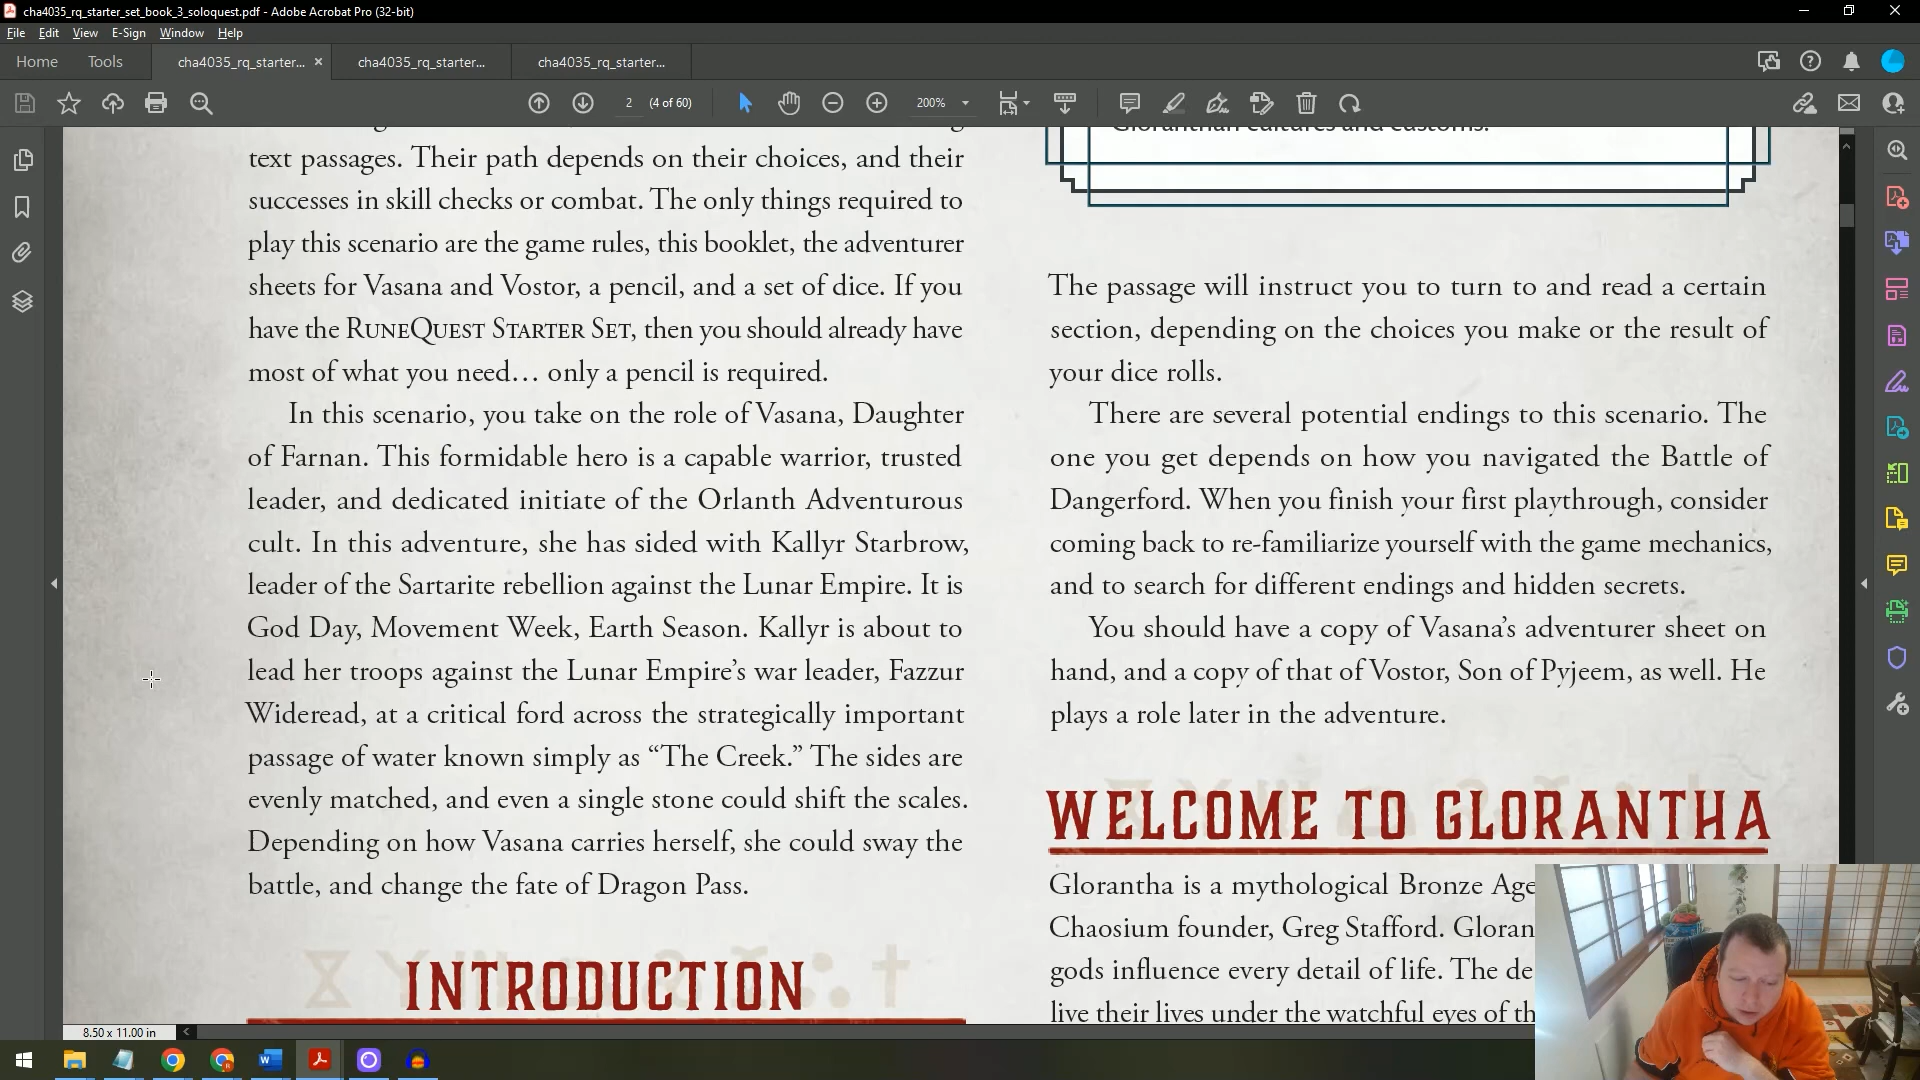 cha4035_rq_starter_set_book_3_soloquest.pdf - Adobe Acrobat Pro (32-bit)
File Edit View E-Sign Window Help
Home Tools cha4035_rq_starter... × cha4035_rq_starter... cha4035_rq_starter...
2 (4 of 60) 200%
text passages. Their path depends on their choices, and their
successes in skill checks or combat. The only things required to
play this scenario are the game rules, this booklet, the adventurer
sheets for Vasana and Vostor, a pencil, and a set of dice. If you
have the RUNEQUEST STARTER SET, then you should already have
most of what you need… only a pencil is required.
In this scenario, you take on the role of Vasana, Daughter
of Farnan. This formidable hero is a capable warrior, trusted
leader, and dedicated initiate of the Orlanth Adventurous
cult. In this adventure, she has sided with Kallyr Starbrow,
leader of the Sartarite rebellion against the Lunar Empire. It is
God Day, Movement Week, Earth Season. Kallyr is about to
lead her troops against the Lunar Empire’s war leader, Fazzur
Wideread, at a critical ford across the strategically important
passage of water known simply as “The Creek.” The sides are
evenly matched, and even a single stone could shift the scales.
Depending on how Vasana carries herself, she could sway the
battle, and change the fate of Dragon Pass.
INTRODUCTION
Gloranthan cultures and customs.
The passage will instruct you to turn to and read a certain
section, depending on the choices you make or the result of
your dice rolls.
There are several potential endings to this scenario. The
one you get depends on how you navigated the Battle of
Dangerford. When you finish your first playthrough, consider
coming back to re-familiarize yourself with the game mechanics,
and to search for different endings and hidden secrets.
You should have a copy of Vasana’s adventurer sheet on
hand, and a copy of that of Vostor, Son of Pyjeem, as well. He
plays a role later in the adventure.
WELCOME TO GLORANTHA
Glorantha is a mythological Bronze Age
Chaosium founder, Greg Stafford. Gloran
gods influence every detail of life. The de
live their lives under the watchful eyes of th
8.50 x 11.00 in